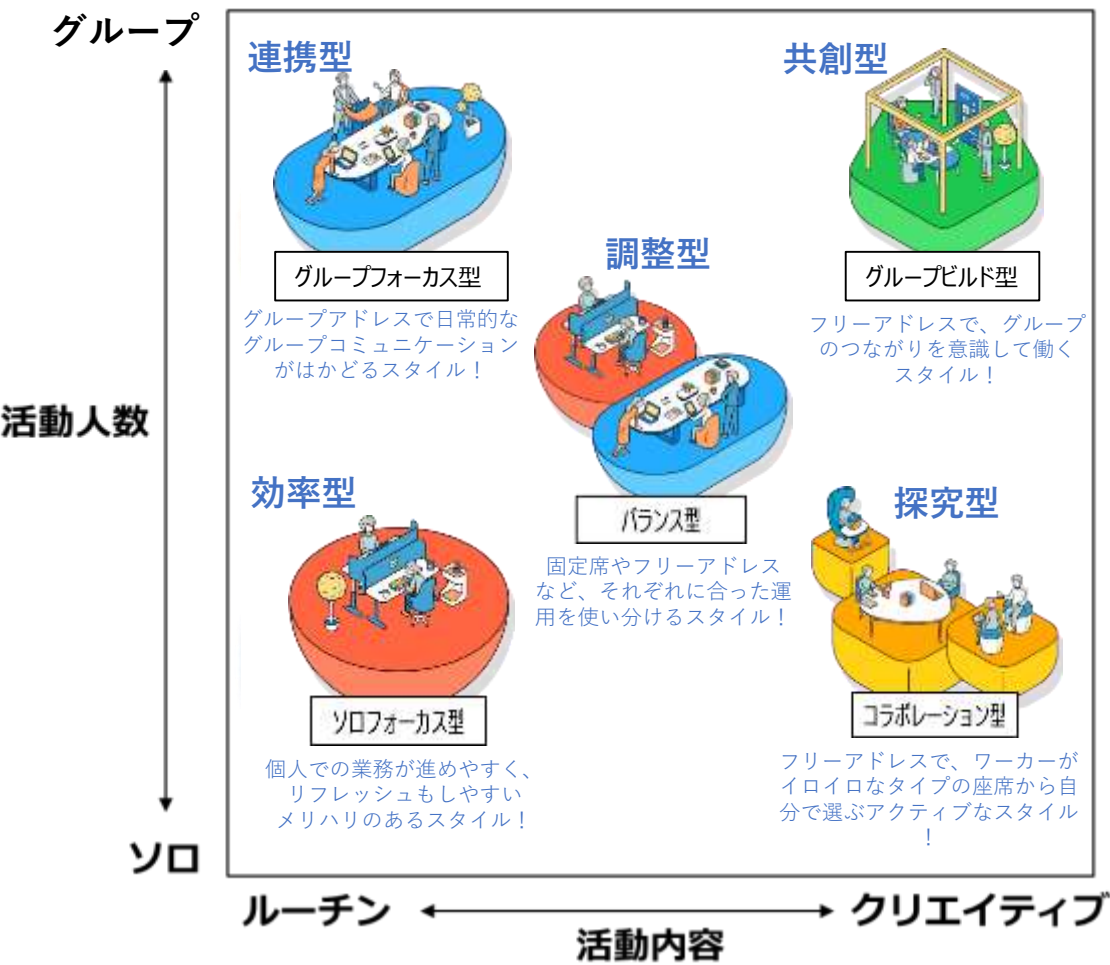 グループ
連携型
共創型
グループフォーカス型
グループアドレスで日常的な
グループコミュニケーション
がはかどるスタイル！
調整型
グループビルド型
フリーアドレスで、グループ
のつながりを意識して働く
スタイル！
活動人数
効率型
バランス型
固定席やフリーアドレス
など、それぞれに合った運
用を使い分けるスタイル！
探究型
ソロフォーカス型
個人での業務が進めやすく、
リフレッシュもしやすい
メリハリのあるスタイル！
コラボレーション型
フリーアドレスで、ワーカーが
イロイロなタイプの座席から自
分で選ぶアクティブなスタイル
！
ソロ
ルーチン
クリエイティブ
活動内容